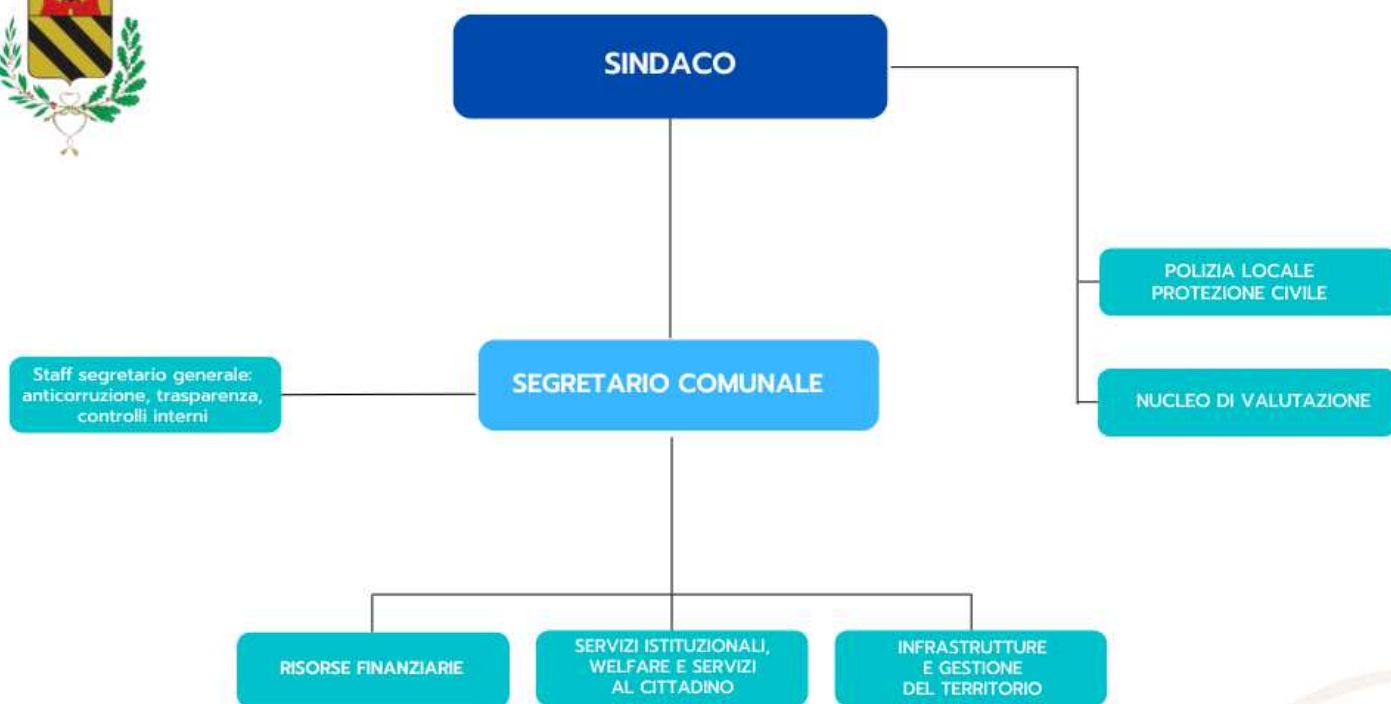 SINDACO
POLIZIA LOCALE
PROTEZIONE CIVILE
Staff segretario generale:
anticorruzione, trasparenza,
controlli interni
SEGRETARIO COMUNALE
NUCLEO DI VALUTAZIONE
RISORSE FINANZIARIE
SERVIZI ISTITUZIONALI,
WELFARE E SERVIZI
AL CITTADINO
INFRASTRUTTURE
E GESTIONE
DEL TERRITORIO